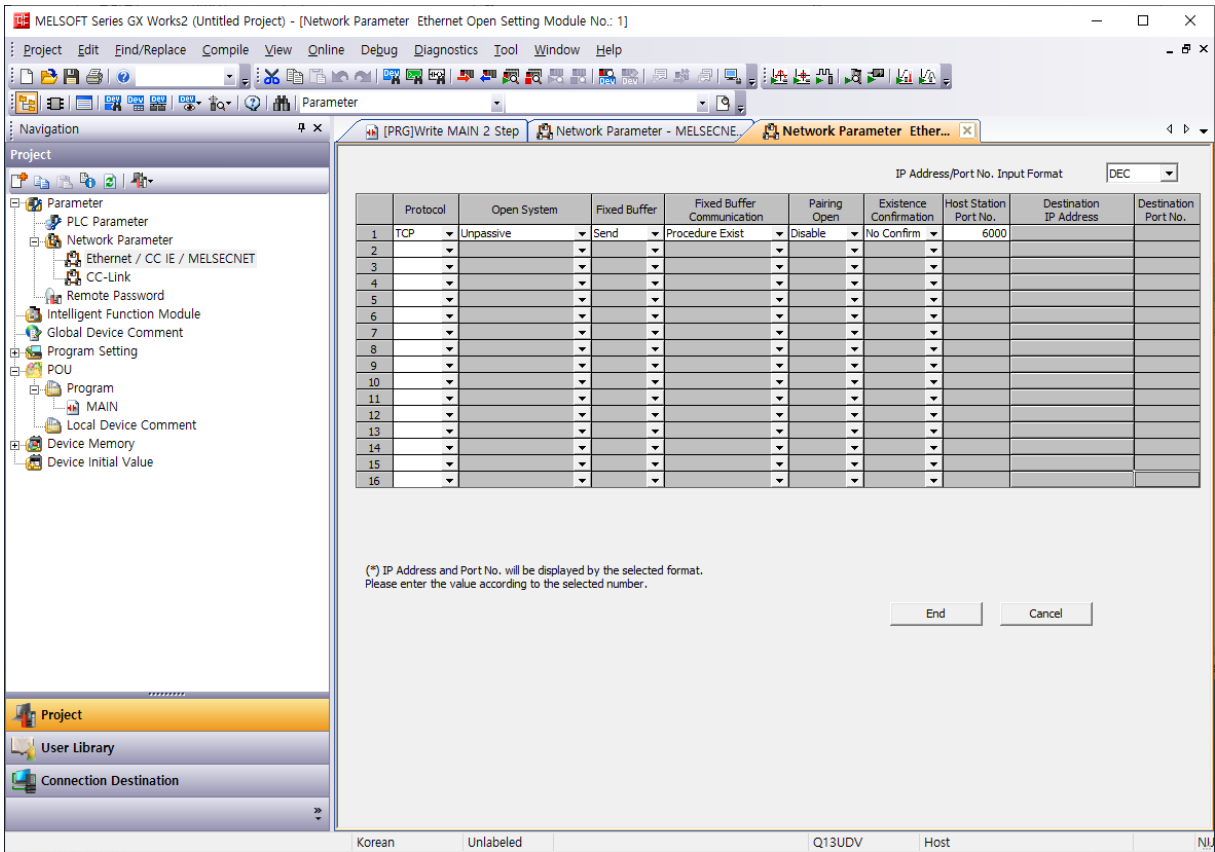 MELSOFT Series GX Works2 (Untitled Project) - [Network Parameter Ethernet Open Setting Module No.: 1]
Project Edit Find/Replace Compile View Online Debug Diagnostics Tool Window Help
Parameter
Navigation
[PRG]Write MAIN 2 Step
Network Parameter - MELSECNE...
Network Parameter Ether...
Project
Parameter
PLC Parameter
Network Parameter
Ethernet / CC IE / MELSECNET
CC-Link
Remote Password
Intelligent Function Module
Global Device Comment
Program Setting
POU
Program
MAIN
Local Device Comment
Device Memory
Device Initial Value
Project
User Library
Connection Destination
IP Address/Port No. Input Format DEC
Protocol Open System Fixed Buffer Fixed Buffer Communication Pairing Open Existence Confirmation Host Station Port No. Destination IP Address Destination Port No.
1 TCP Unpassive Send Procedure Exist Disable No Confirm 6000
2
3
4
5
6
7
8
9
10
11
12
13
14
15
16
(*) IP Address and Port No. will be displayed by the selected format.
Please enter the value according to the selected number.
End Cancel
Korean Unlabeled Q13UDV Host